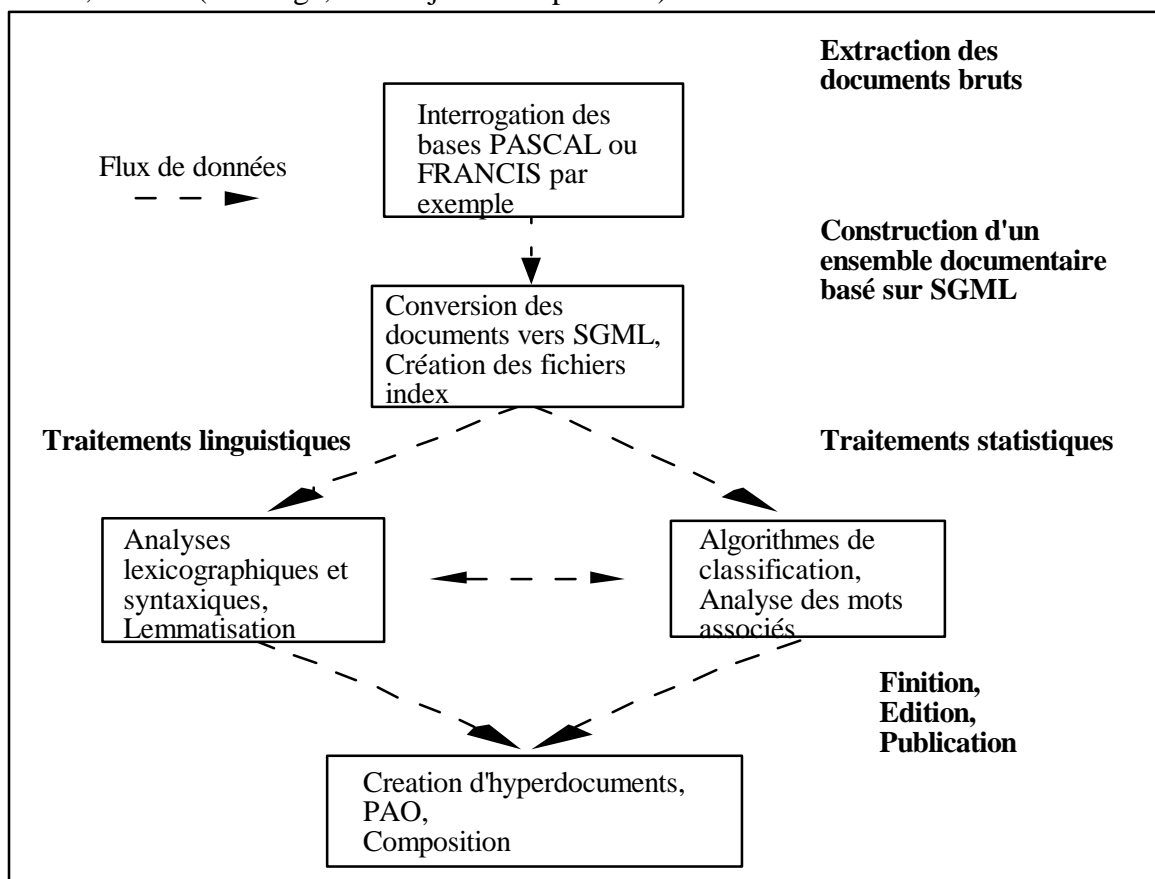 Extraction des
documents bruts
Interrogation des
bases PASCAL ou
FRANCIS par
exemple
Flux de données
Construction d'un
ensemble documentaire
basé sur SGML
Conversion des
documents vers SGML,
Création des fichiers
index
Traitements linguistiques
Traitements statistiques
Analyses
lexicographiques et
syntaxiques,
Lemmatisation
Algorithmes de
classification,
Analyse des mots
associés
Finition,
Edition,
Publication
Creation d'hyperdocuments,
PAO,
Composition